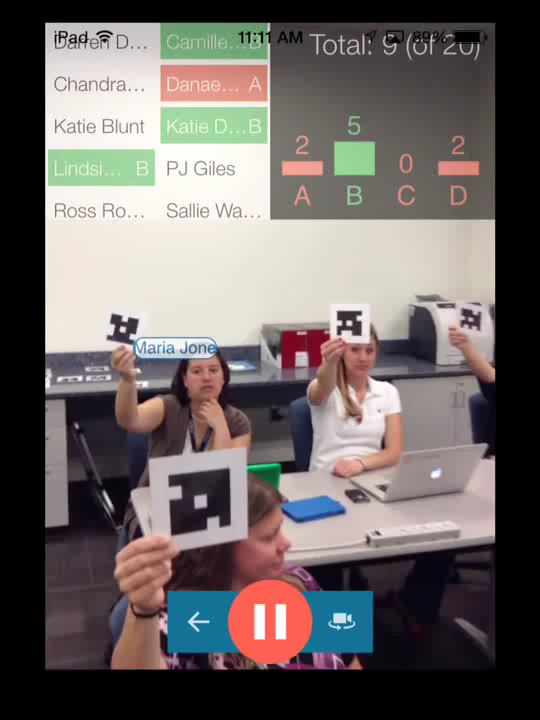 iPad 11:11 AM 89%
Darren D... Camille... B Total: 9 (of 20)
Chandra... Danae... A
Katie Blunt Katie D... B
Lindsi... B PJ Giles
Ross Ro... Sallie Wa...
2 5 0 2
A B C D
Maria Jone